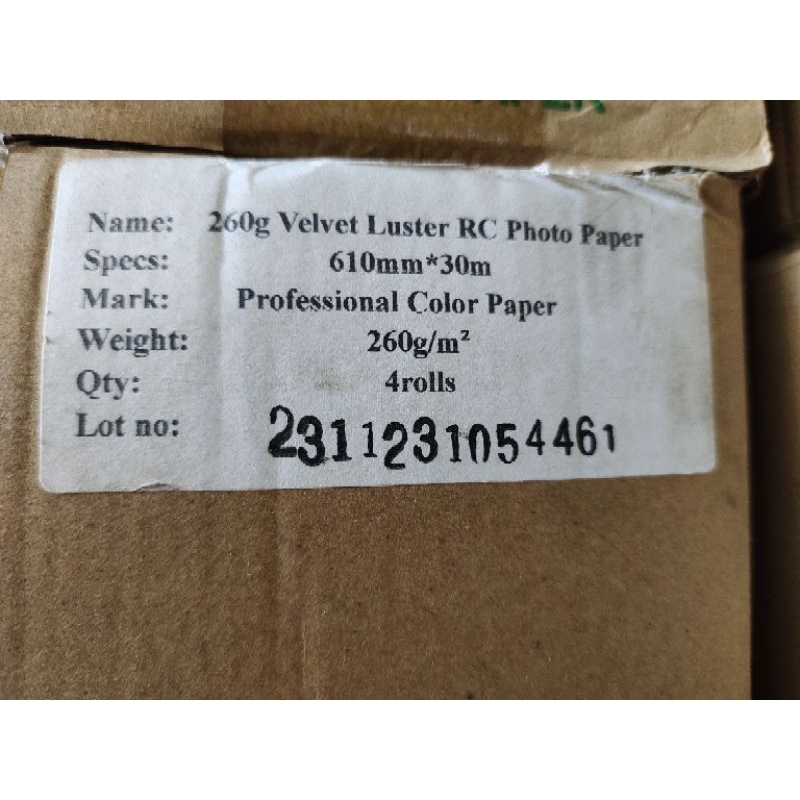 Name: 260g Velvet Luster RC Photo Paper
Specs: 610mm*30m
Mark: Professional Color Paper
Weight: 260g/m²
Qty: 4rolls
Lot no: 2311231054461